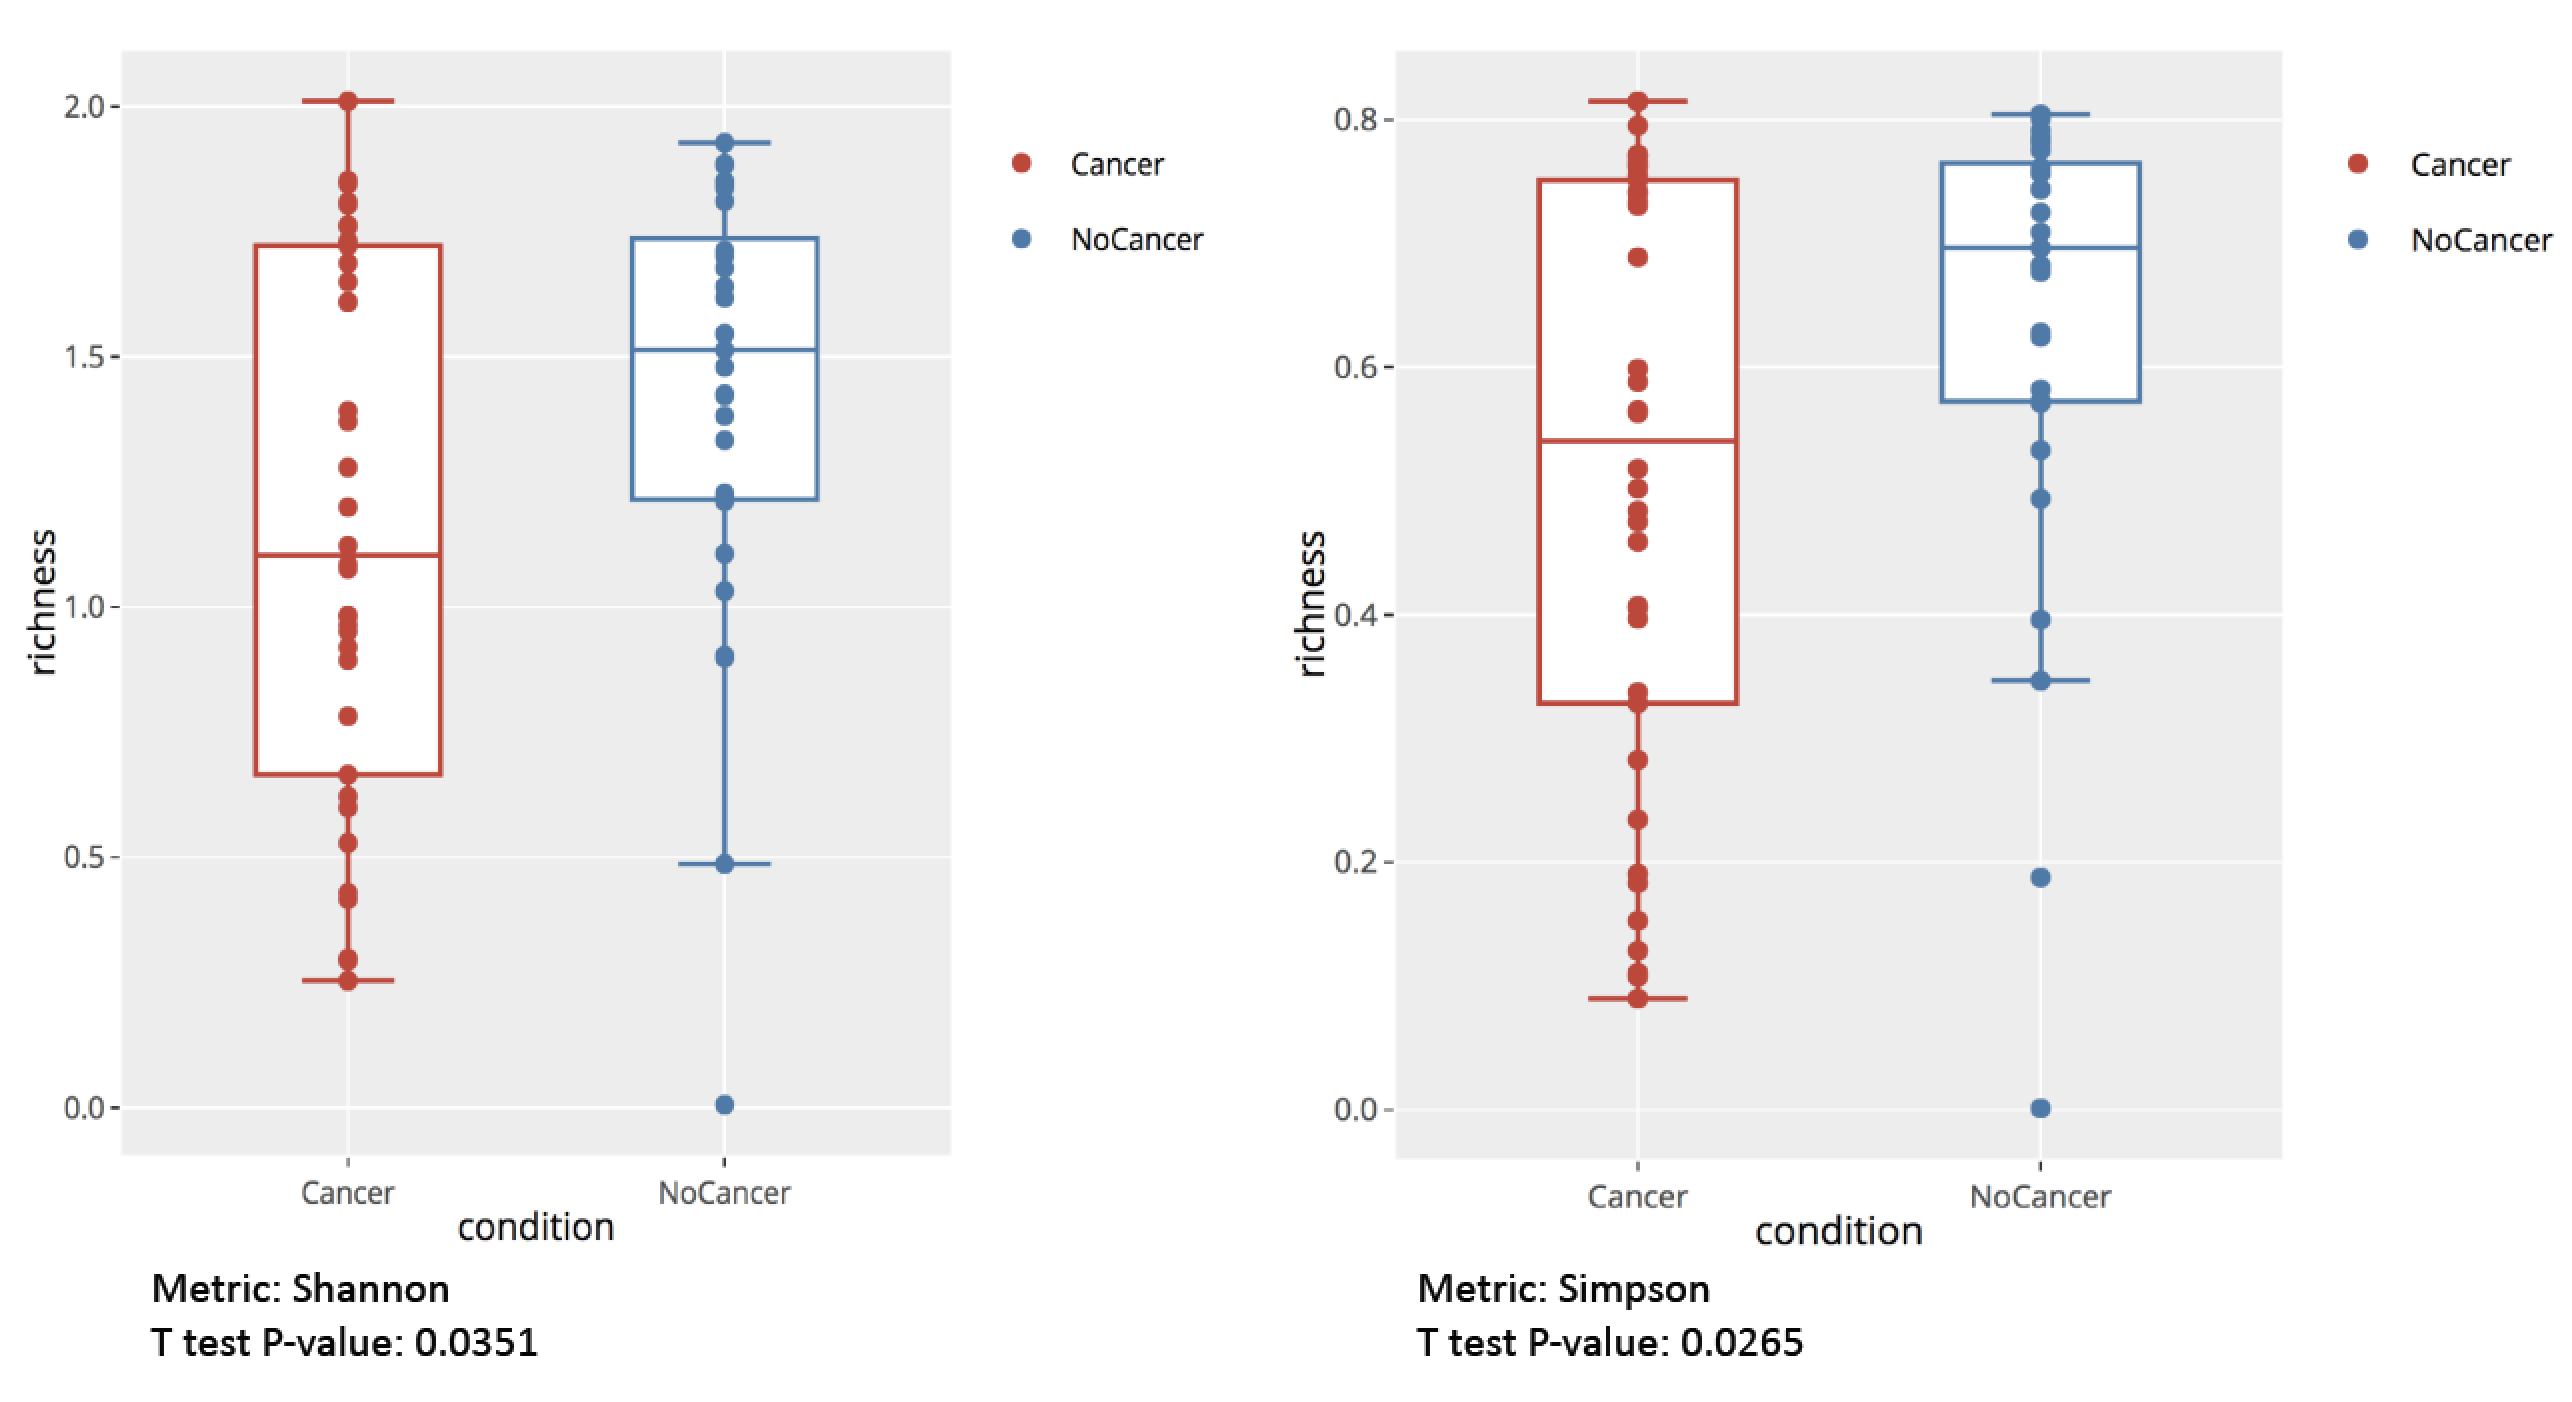 2.0
1.5
1.0
0.5
0.0
richness
Cancer
NoCancer
condition
Cancer
NoCancer
Metric: Shannon
T test P-value: 0.0351
0.8
0.6
0.4
0.2
0.0
richness
Cancer
NoCancer
condition
Cancer
NoCancer
Metric: Simpson
T test P-value: 0.0265